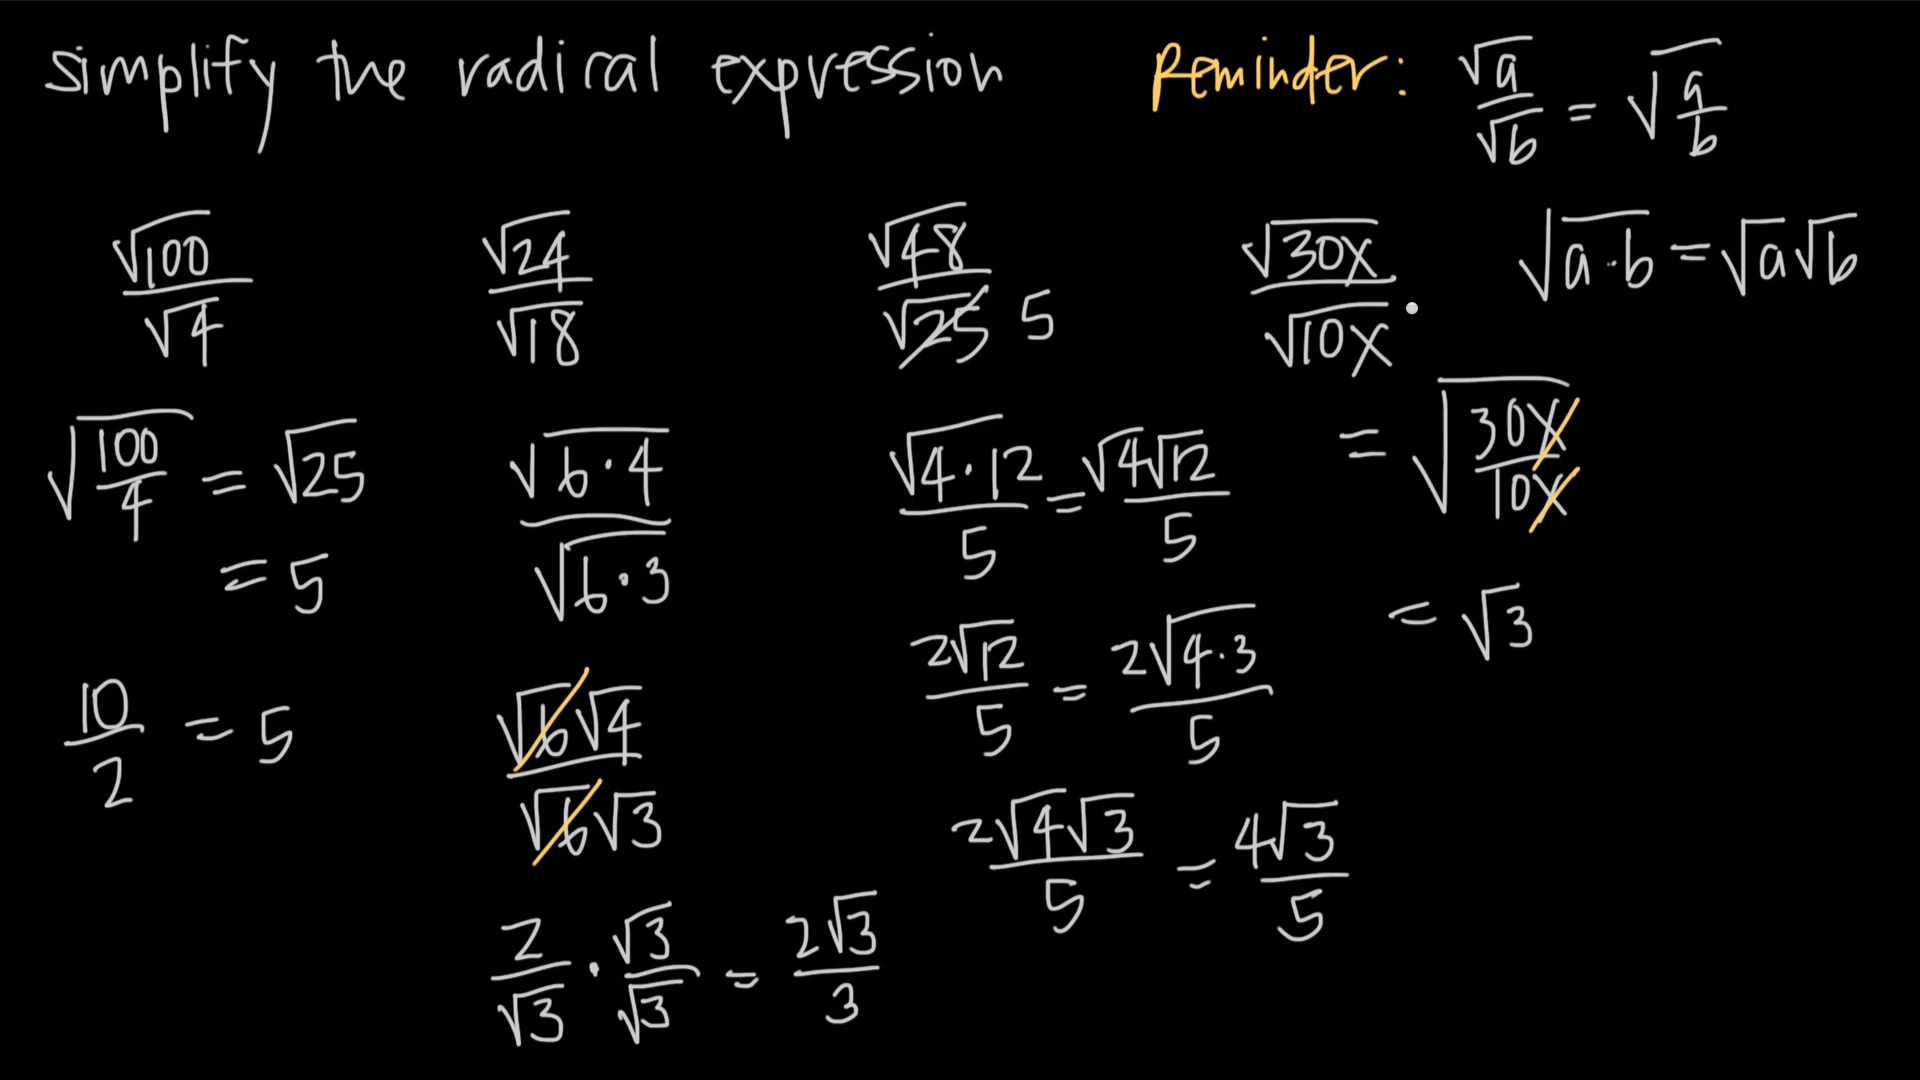 simplify the radical expression
Reminder: √a/√b = √(a/b)
√(a·b) = √a√b
√100/√4
√(100/4) = √25
= 5
10/2 = 5
√24/√18
√(6·4)/√(6·3)
√6√4/√6√3
2/√3 · √3/√3 = 2√3/3
√48/√25 5
√(4·12)/5 = √4√12/5
2√12/5 = 2√(4·3)/5
2√4√3/5 = 4√3/5
√30x/√10x
= √(30x/10x)
= √3